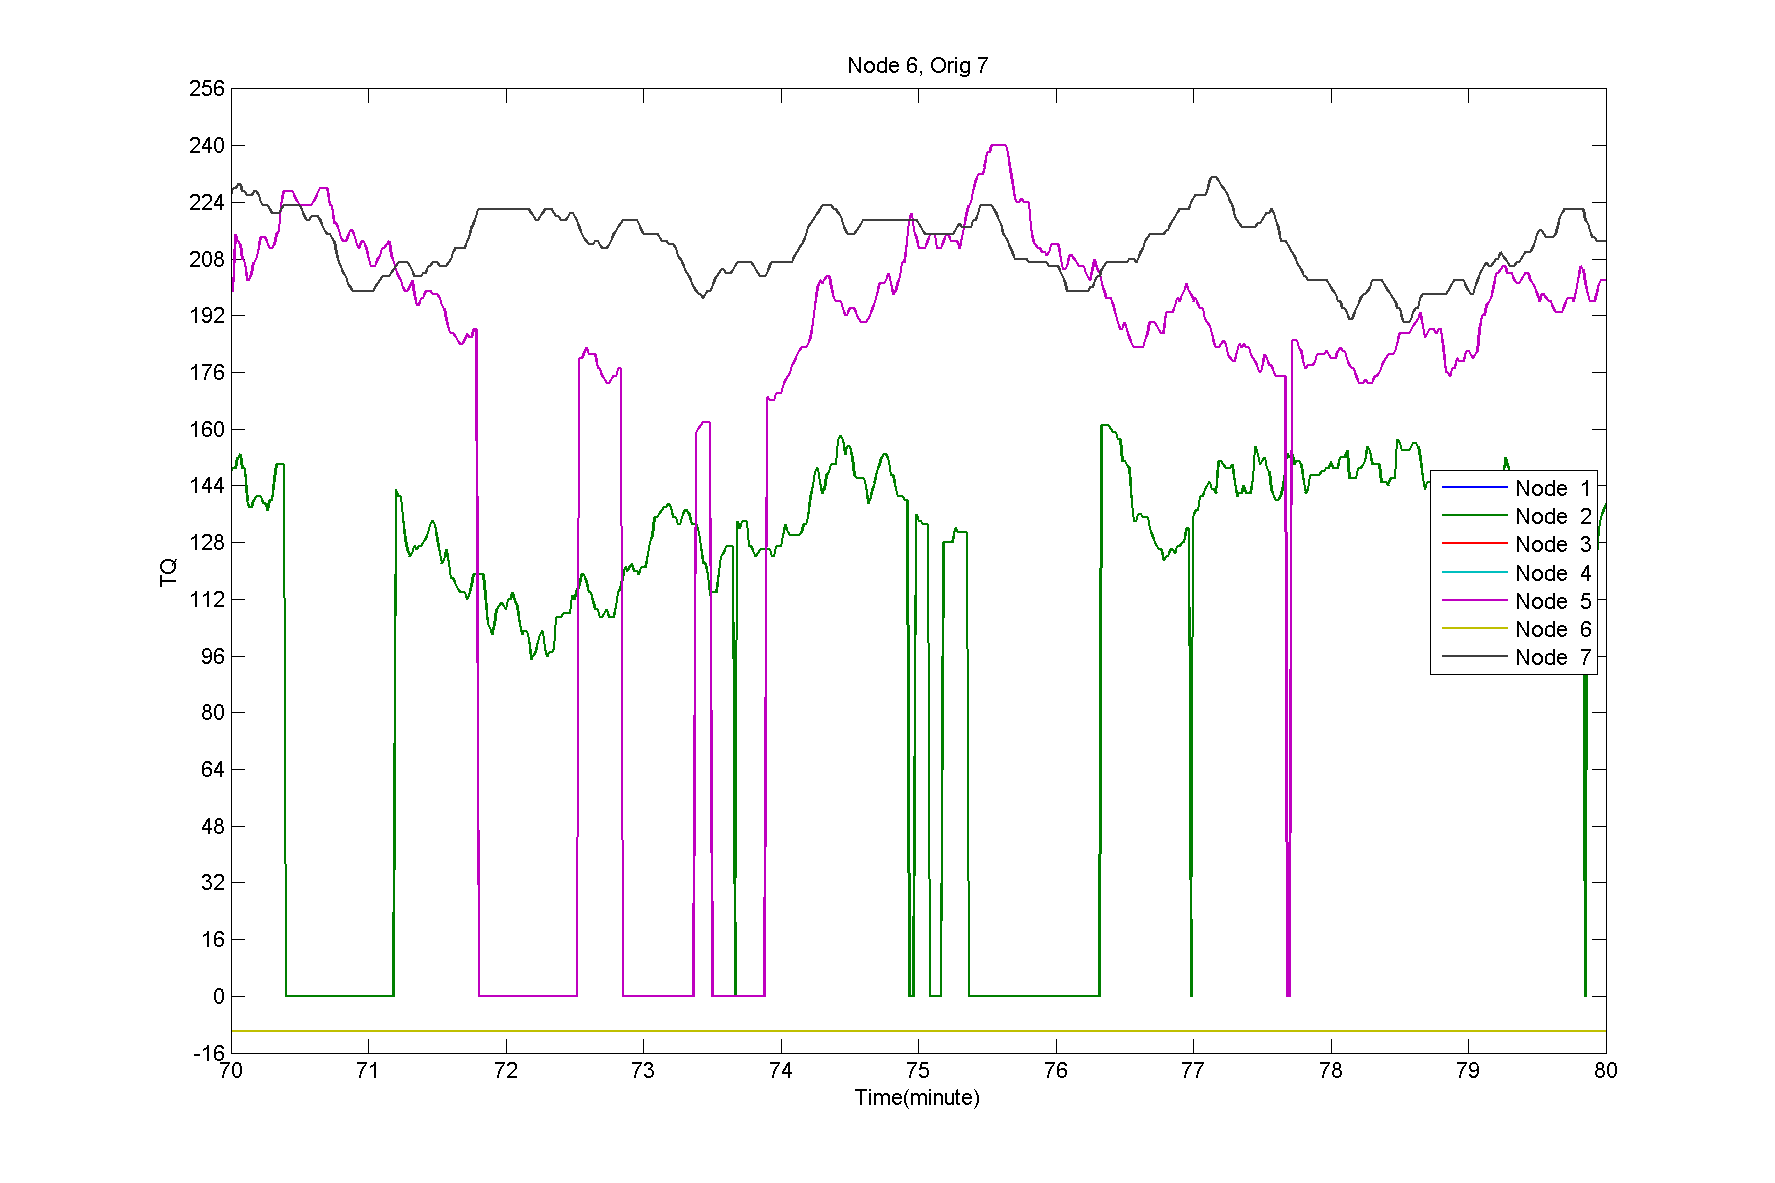 Node 6, Orig 7
256
240
224
208
192
176
160
144
128
112
96
80
64
48
32
16
0
-16
TQ
Node 1
Node 2
Node 3
Node 4
Node 5
Node 6
Node 7
70 71 72 73 74 75 76 77 78 79 80
Time(minute)